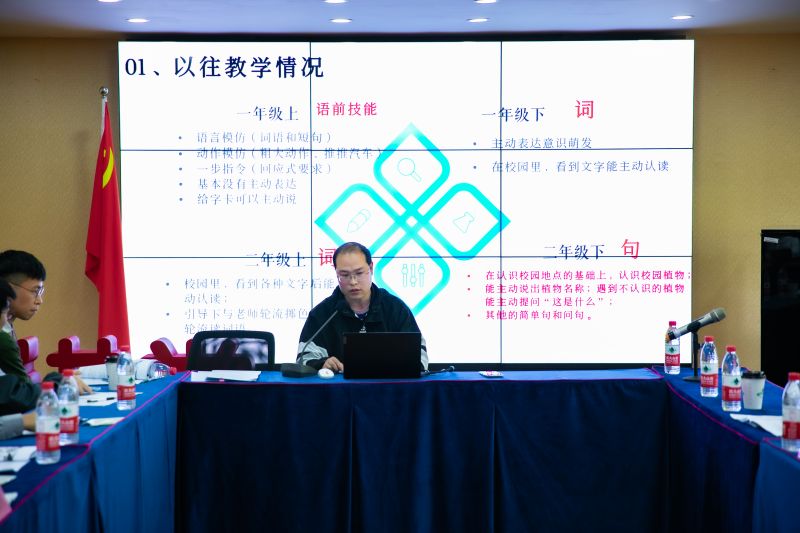 01、以往教学情况
一年级上 语前技能
• 语言模仿（词语和短句）
• 动作模仿（粗大动作，推推汽车）
• 一步指令（回应式要求）
• 基本没有主动表达
• 给字卡可以主动说
一年级下 词
• 主动表达意识萌发
• 在校园里，看到文字能主动认读
二年级上 词
• 校园里，看到各种文字后能
动认读；
• 引导下与老师轮流掷色
轮流读词语
二年级下 句
• 在认识校园地点的基础上，认识校园植物；
• 能主动说出植物名称；遇到不认识的植物
能主动提问“这是什么”；
• 其他的简单句和问句。